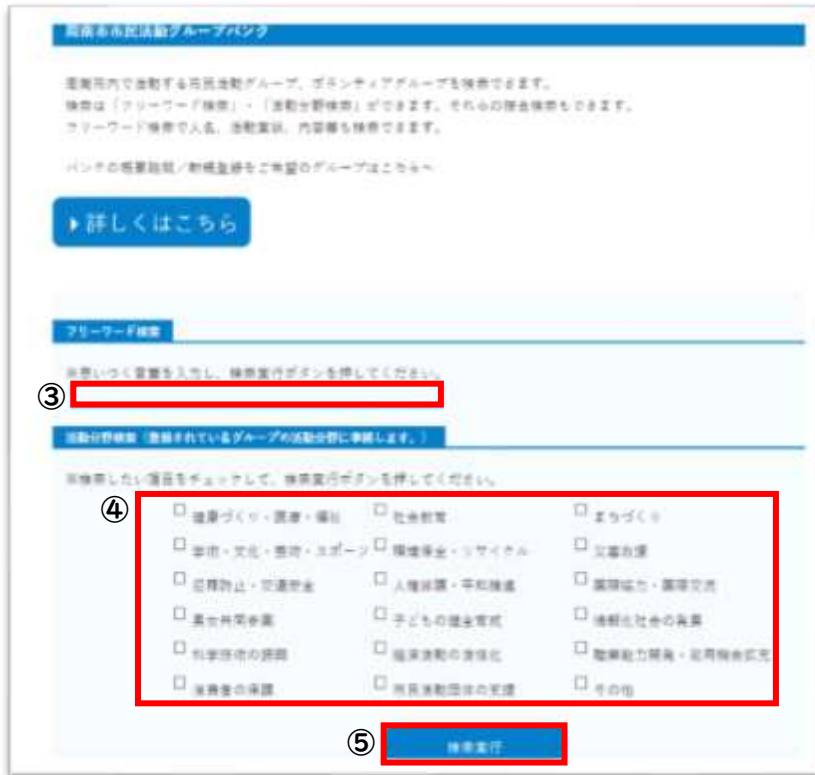 周南市市民活動グループバンク
周南市内で活動する市民活動グループ、ボランティアグループを検索できます。
検索は「フリーワード検索」・「活動分野検索」ができます。それらの複合検索もできます。
フリーワード検索で人名、活動実績、内容等も検索できます。
バンクの概要説明/新規登録をご希望のグループはこちらへ
詳しくはこちら
フリーワード検索
※思いつく言葉を入力し、検索実行ボタンを押してください。
③
活動分野検索(登録されているグループの活動分野に準拠します。)
※検索したい項目をチェックして、検索実行ボタンを押してください。
④
健康づくり・医療・福祉 社会教育 まちづくり
学術・文化・芸術・スポーツ 環境保全・リサイクル 災害救援
犯罪防止・交通安全 人権擁護・平和推進 国際協力・国際交流
男女共同参画 子どもの健全育成 情報化社会の発展
科学技術の振興 経済活動の活性化 職業能力開発・雇用機会拡充
消費者の保護 市民活動団体の支援 その他
⑤ 検索実行